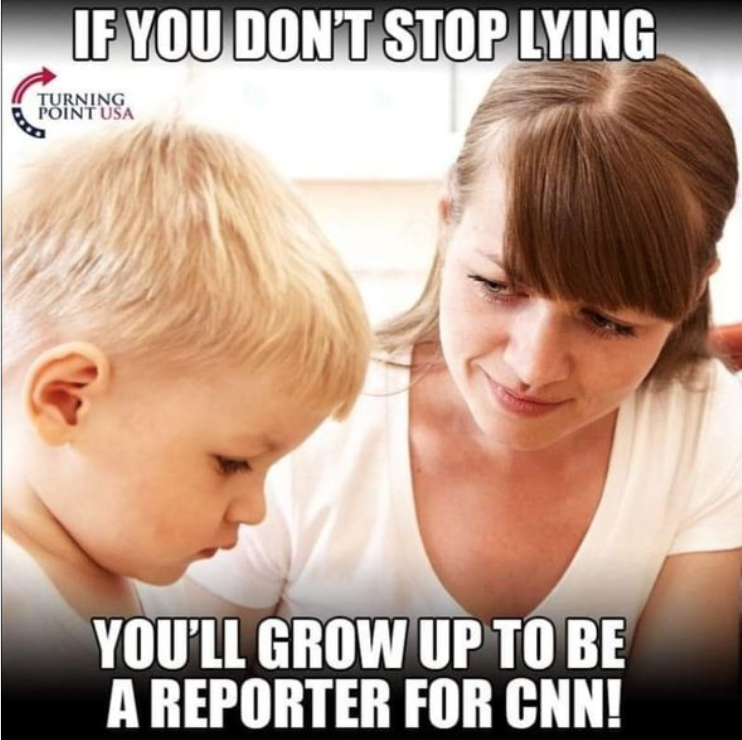 IF YOU DON'T STOP LYING
TURNING
POINT USA
YOU'LL GROW UP TO BE
A REPORTER FOR CNN!